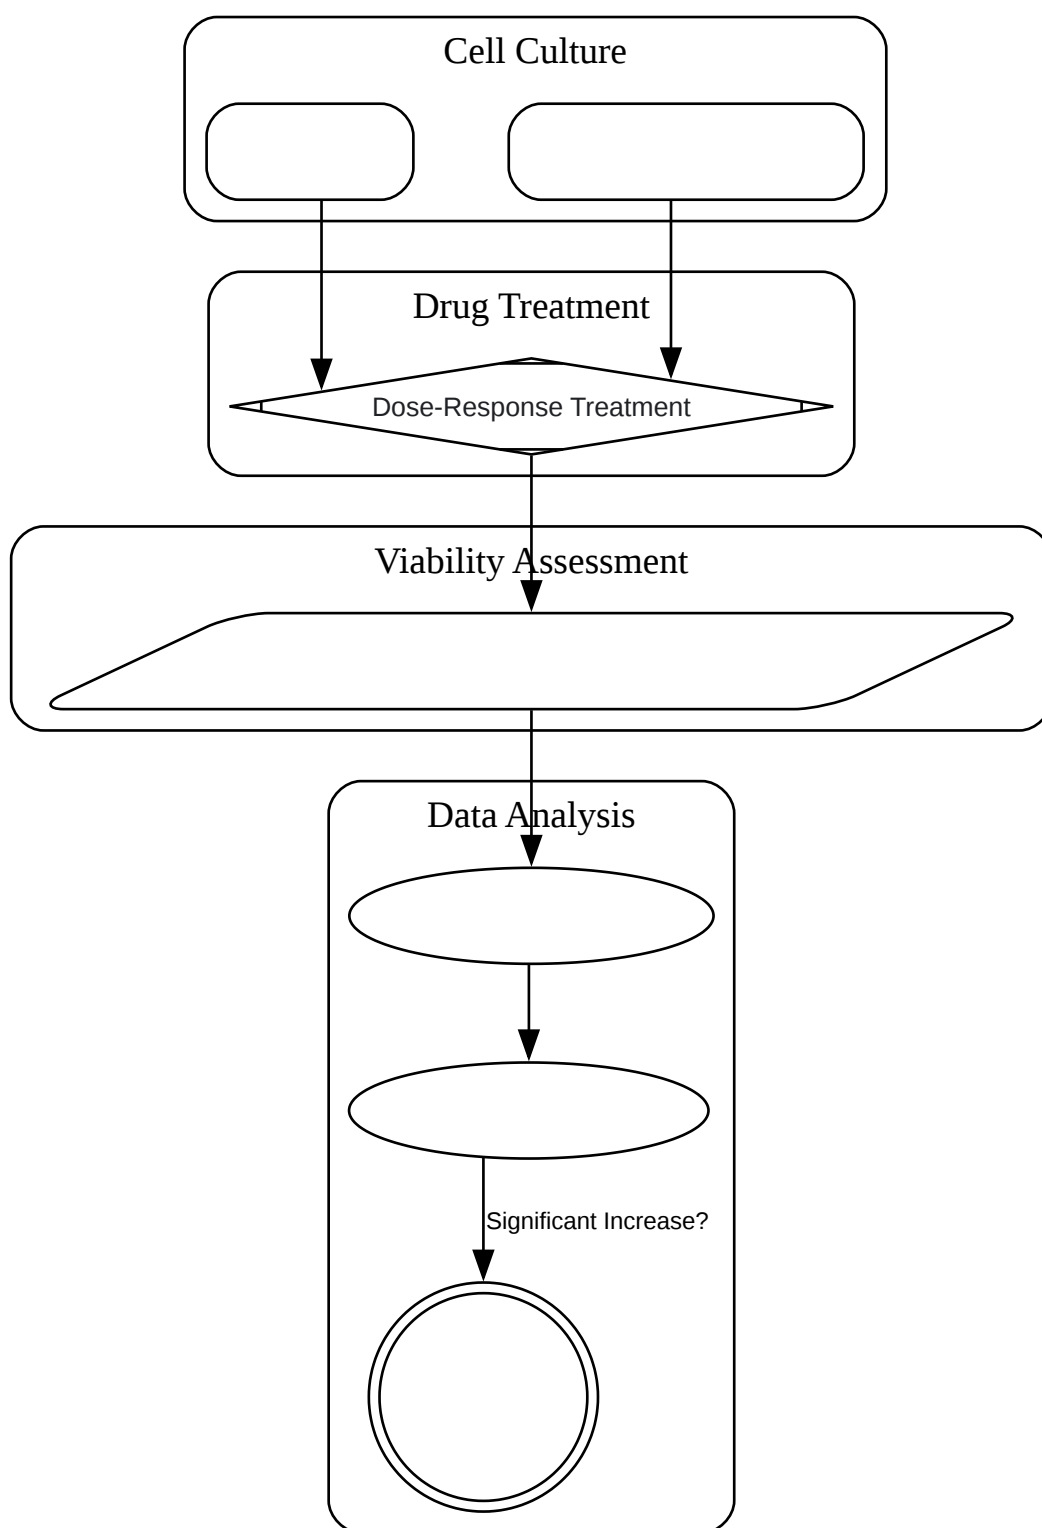 Cell Culture
Drug Treatment
Dose-Response Treatment
Viability Assessment
Data Analysis
Significant Increase?